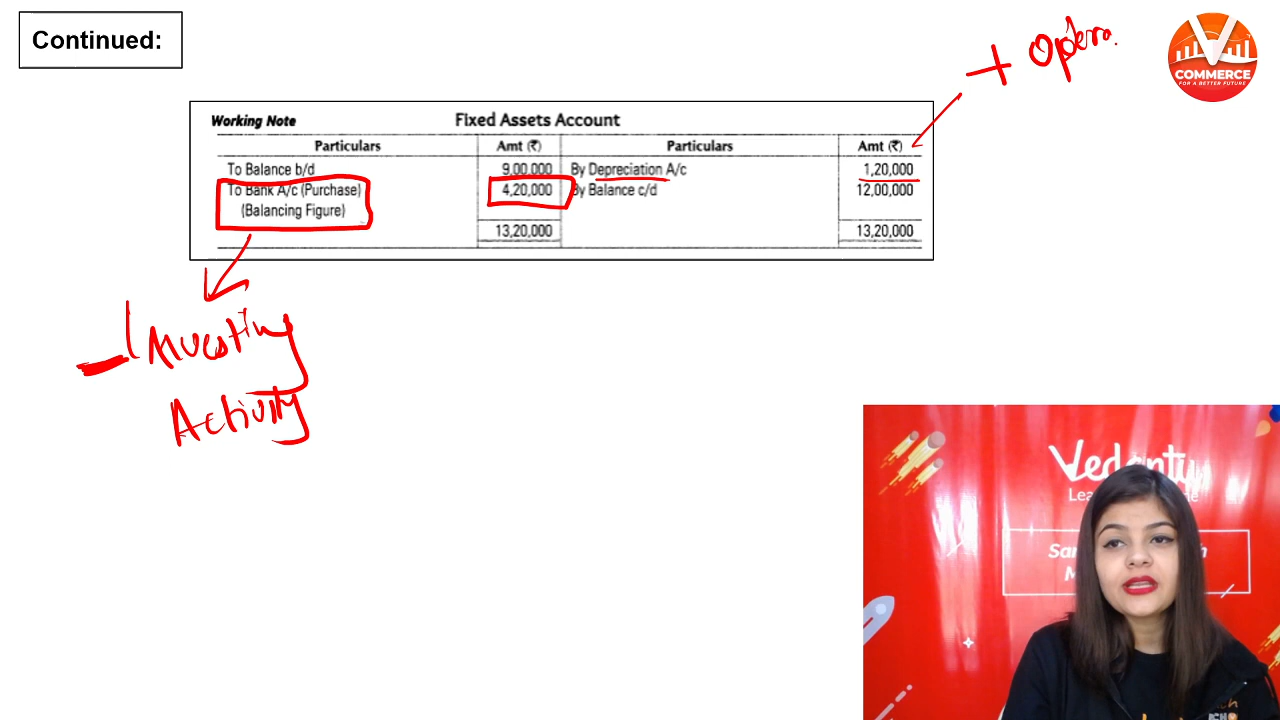 Continued:
+ Opera.
COMMERCE
FOR A BETTER FUTURE
Working Note Fixed Assets Account
Particulars Amt (₹) Particulars Amt (₹)
To Balance b/d 9,00,000 By Depreciation A/c 1,20,000
To Bank A/c (Purchase) 4,20,000 By Balance c/d 12,00,000
(Balancing Figure)
13,20,000 13,20,000
Investing
Activity
Vedantu